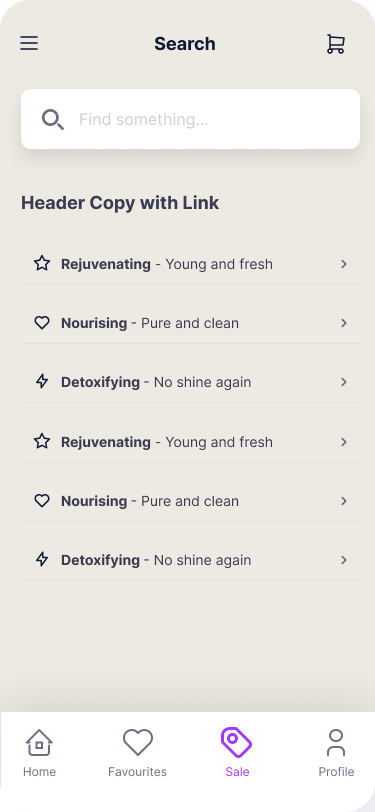 Search
Find something...
Header Copy with Link
Rejuvenating - Young and fresh
Nourising - Pure and clean
Detoxifying - No shine again
Rejuvenating - Young and fresh
Nourising - Pure and clean
Detoxifying - No shine again
Home Favourites Sale Profile